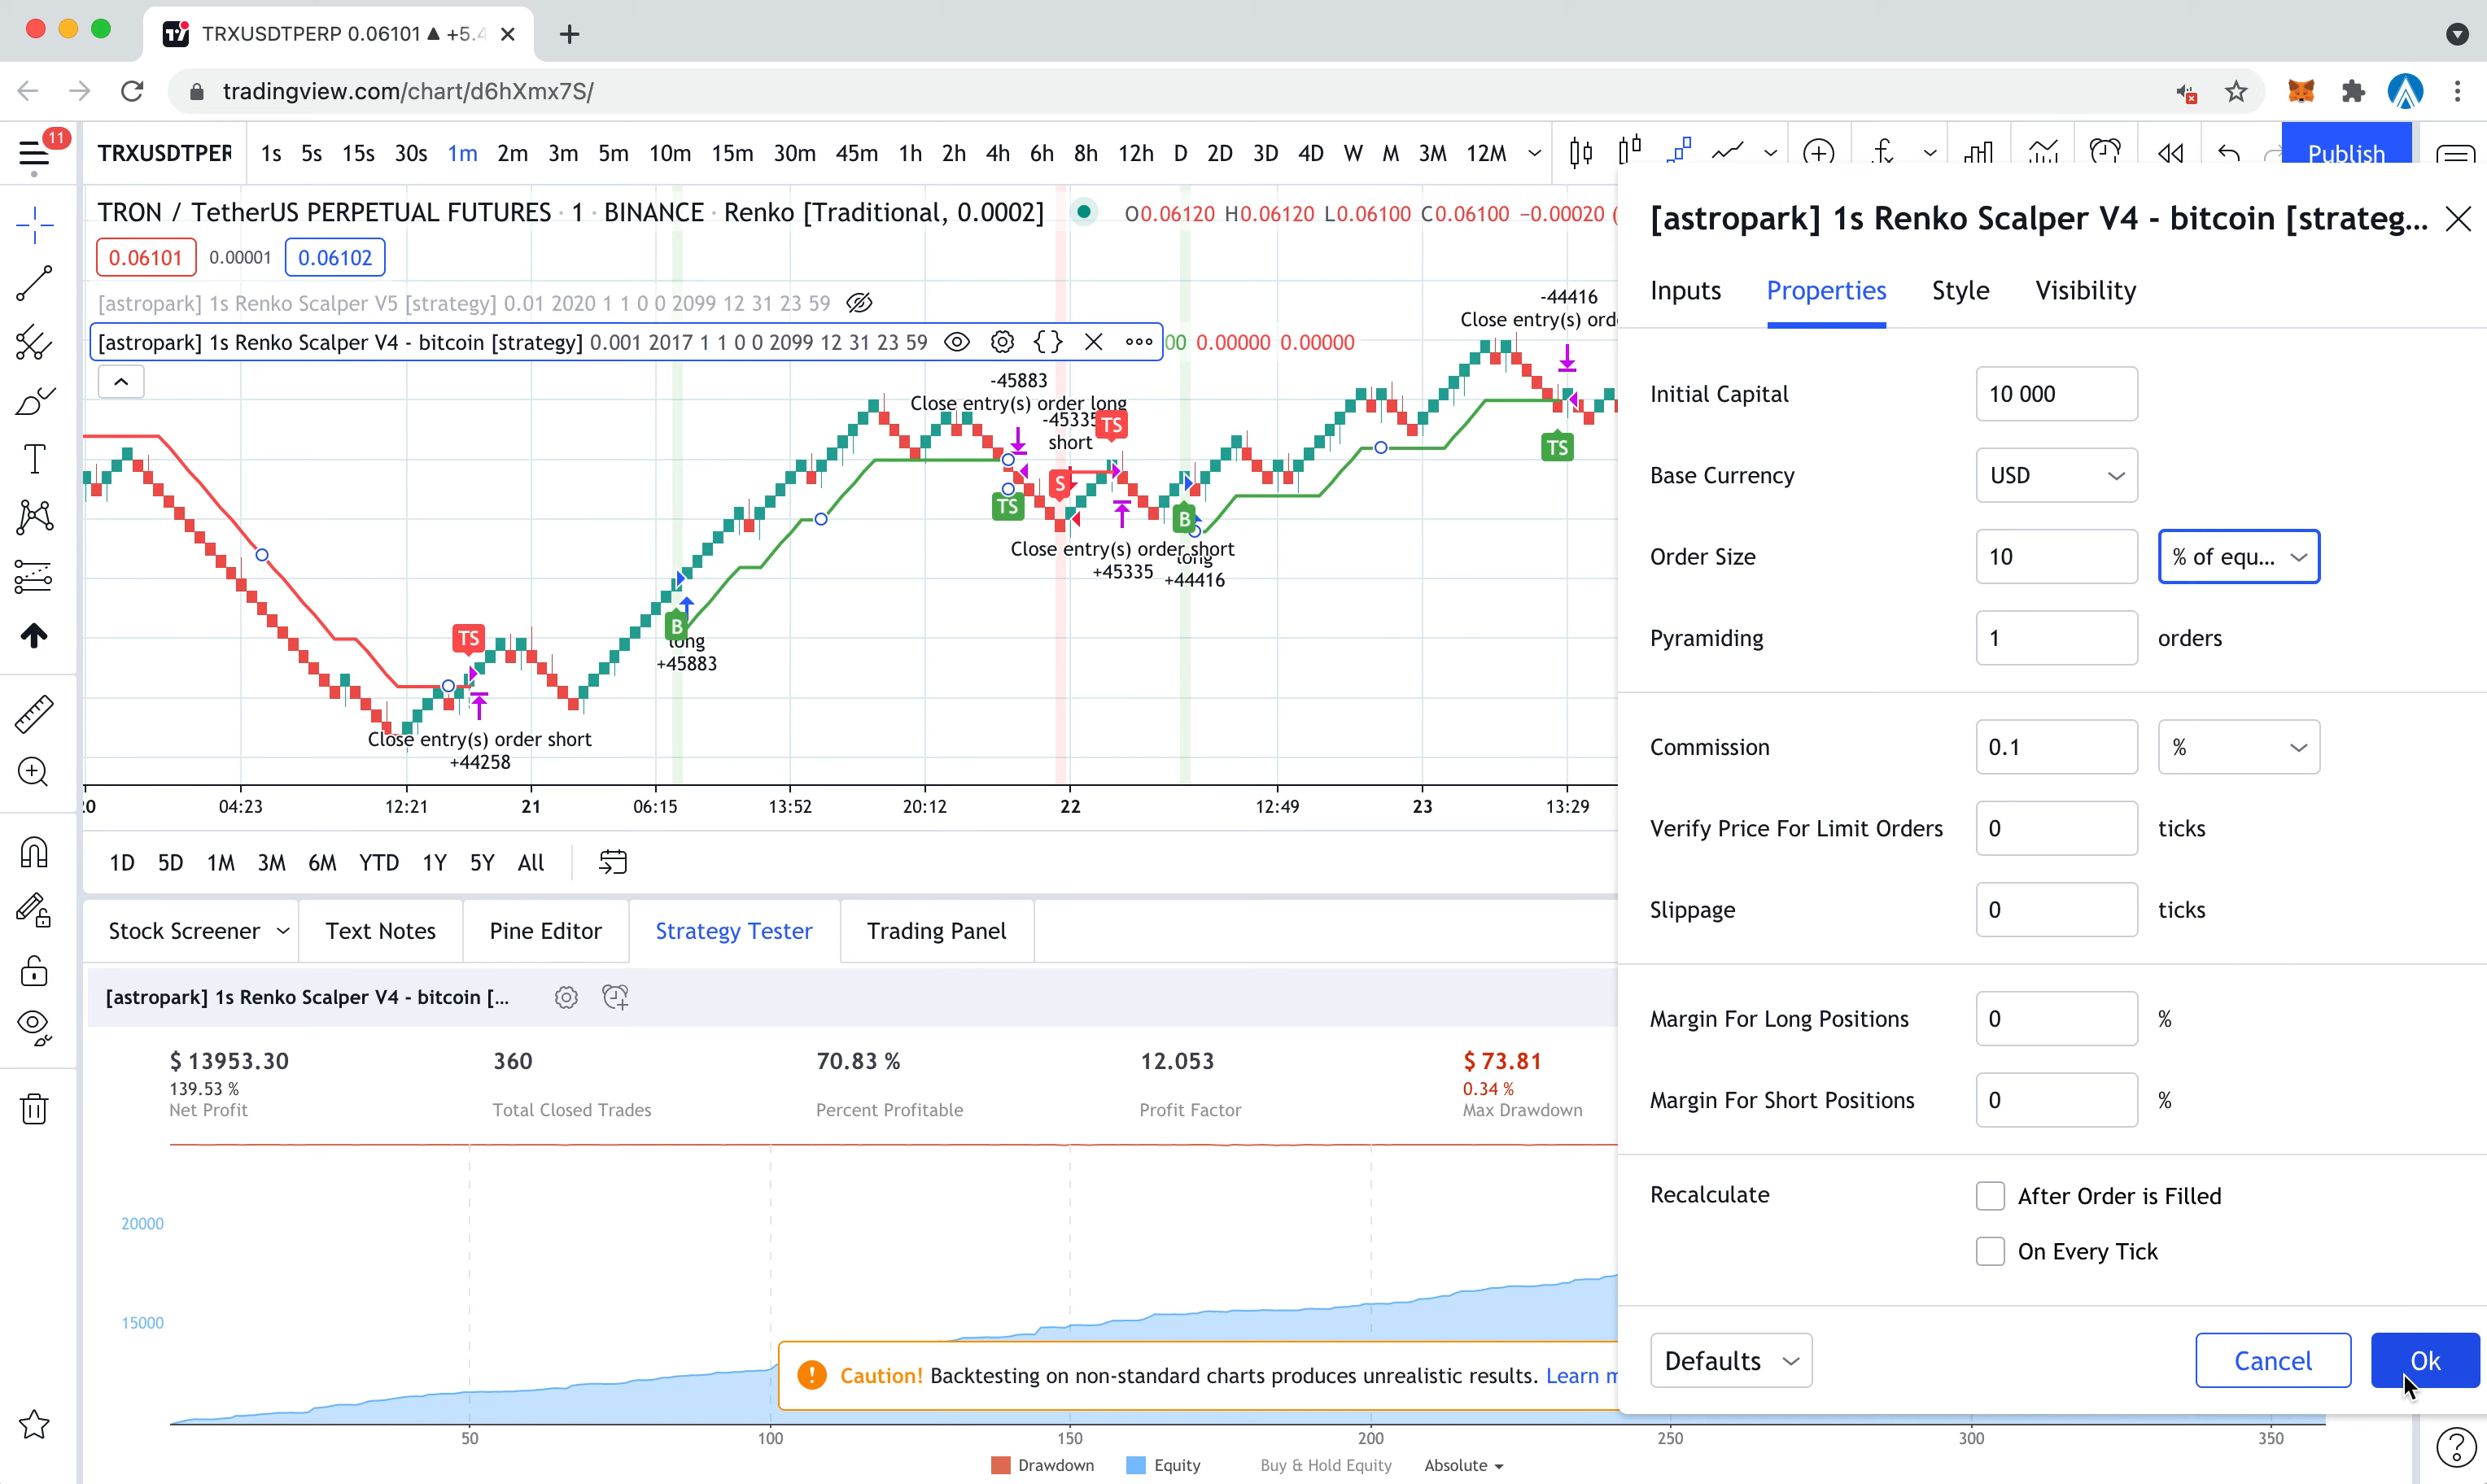 TRXUSDTPERP 0.06101 ▲ +5.4
tradingview.com/chart/d6hXmx7S/
11
TRXUSDTPER 1s 5s 15s 30s 1m 2m 3m 5m 10m 15m 30m 45m 1h 2h 4h 6h 8h 12h D 2D 3D 4D W M 3M 12M Publish
TRON / TetherUS PERPETUAL FUTURES · 1 · BINANCE · Renko [Traditional, 0.0002] O0.06120 H0.06120 L0.06100 C0.06100 −0.00020 (
0.06101 0.00001 0.06102
[astropark] 1s Renko Scalper V5 [strategy] 0.01 2020 1 1 0 0 2099 12 31 23 59
[astropark] 1s Renko Scalper V4 - bitcoin [strategy] 0.001 2017 1 1 0 0 2099 12 31 23 59 {} 00 0.00000 0.00000
-44416
Close entry(s) orde
-45883
Close entry(s) order long
-45335
short
TS
TS
S
TS
B
Close entry(s) order short
+45335
long
+44416
TS
B
long
+45883
Close entry(s) order short
+44258
04:23 12:21 21 06:15 13:52 20:12 22 12:49 23 13:29
1D 5D 1M 3M 6M YTD 1Y 5Y All
Stock Screener Text Notes Pine Editor Strategy Tester Trading Panel
[astropark] 1s Renko Scalper V4 - bitcoin [...
$ 13953.30 360 70.83 % 12.053 $ 73.81
139.53 % 0.34 %
Net Profit Total Closed Trades Percent Profitable Profit Factor Max Drawdown
20000
15000
! Caution! Backtesting on non-standard charts produces unrealistic results. Learn m
50 100 150 200 250 300 350
Drawdown Equity Buy & Hold Equity Absolute
[astropark] 1s Renko Scalper V4 - bitcoin [strateg...
Inputs Properties Style Visibility
Initial Capital 10 000
Base Currency USD
Order Size 10 % of equ...
Pyramiding 1 orders
Commission 0.1 %
Verify Price For Limit Orders 0 ticks
Slippage 0 ticks
Margin For Long Positions 0 %
Margin For Short Positions 0 %
Recalculate After Order is Filled
On Every Tick
Defaults Cancel Ok